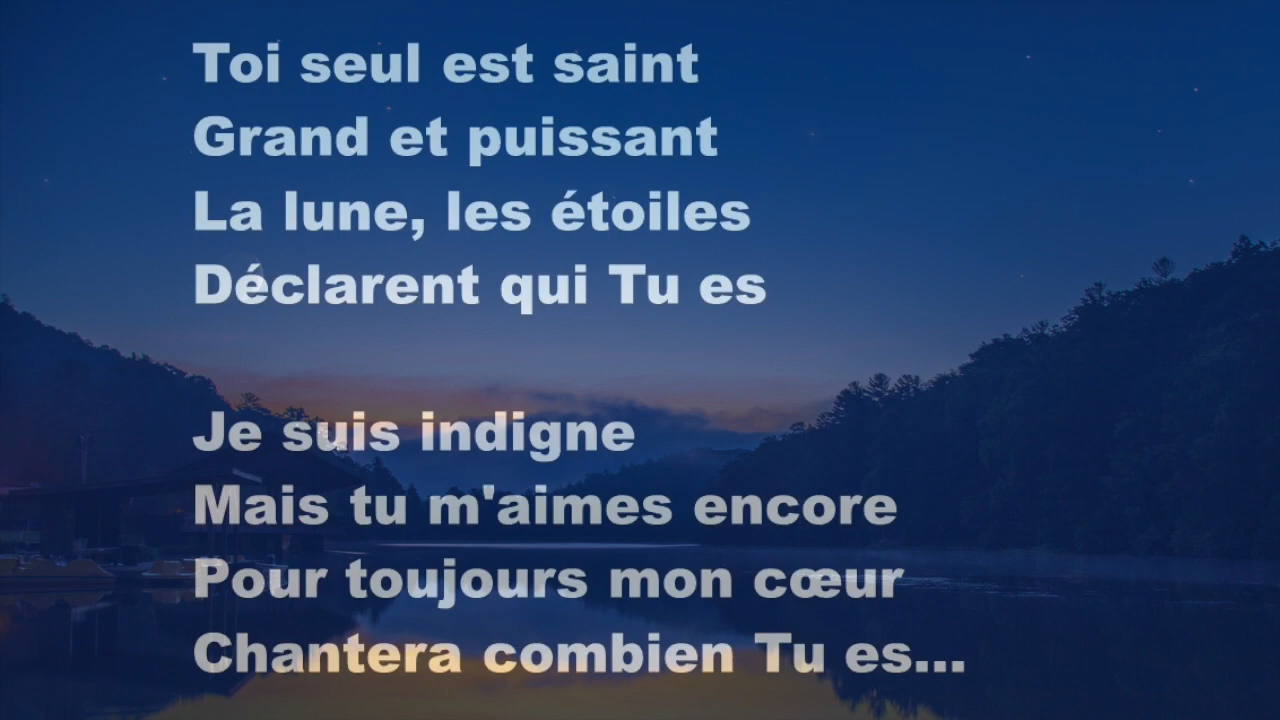 Toi seul est saint
Grand et puissant
La lune, les étoiles
Déclarent qui Tu es
Je suis indigne
Mais tu m'aimes encore
Pour toujours mon cœur
Chantera combien Tu es...